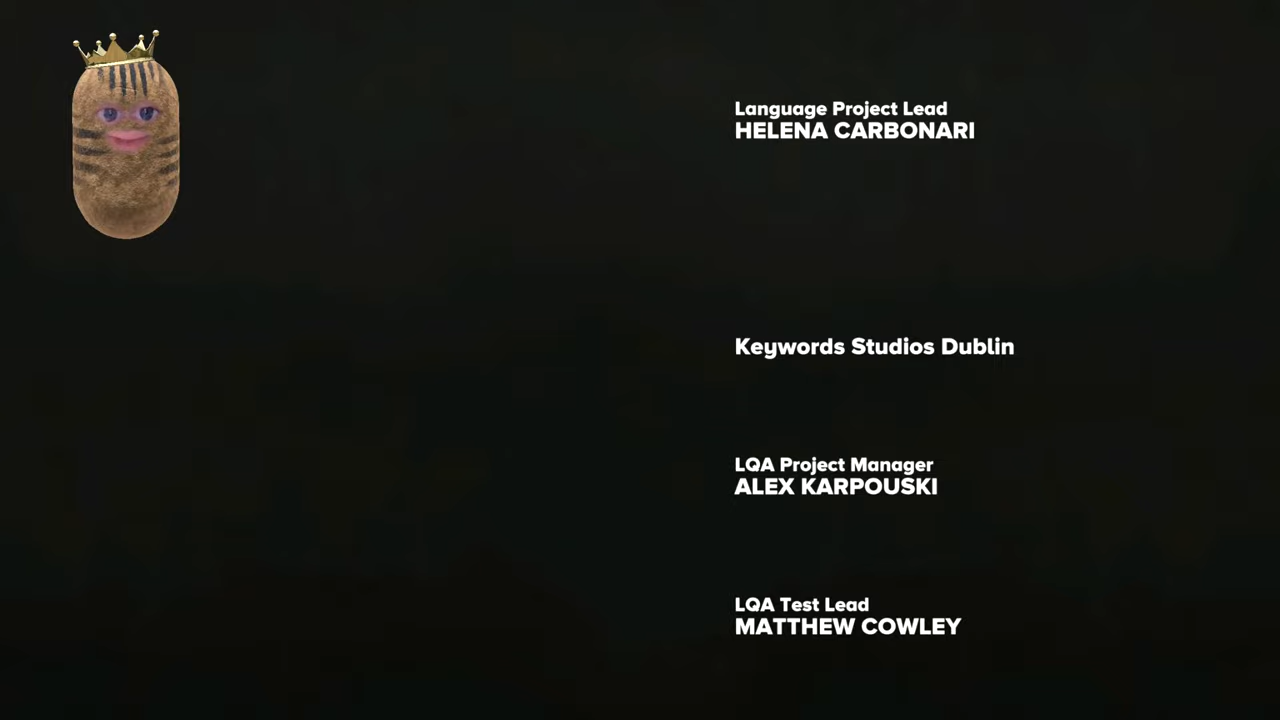 Language Project Lead
HELENA CARBONARI
Keywords Studios Dublin
LQA Project Manager
ALEX KARPOUSKI
LQA Test Lead
MATTHEW COWLEY